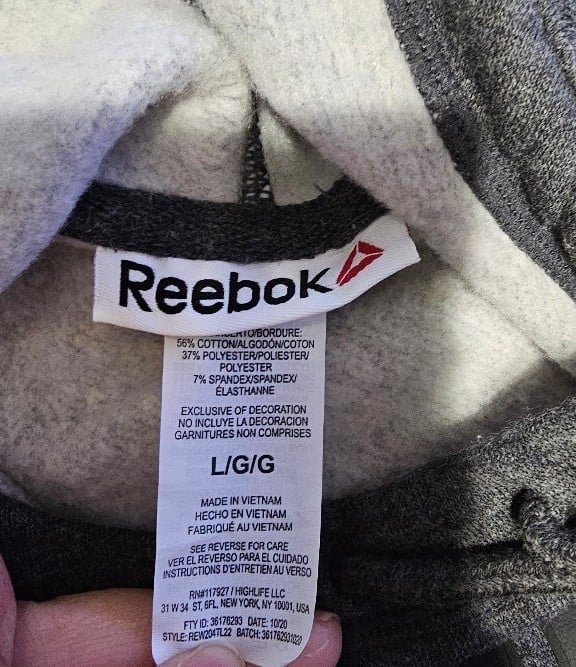 Reebok
/BORDURE:
56% COTTON/ALGODÓN/COTON
37% POLYESTER/POLIESTER/
POLYESTER
7% SPANDEX/SPANDEX/
ÉLASTHANNE
EXCLUSIVE OF DECORATION
NO INCLUYE LA DECORACION
GARNITURES NON COMPRISES
L/G/G
MADE IN VIETNAM
HECHO EN VIETNAM
FABRIQUÉ AU VIETNAM
SEE REVERSE FOR CARE
VER EL REVERSO PARA EL CUIDADO
INSTRUCTIONS D'ENTRETIEN AU VERSO
RN#117927 / HIGHLIFE LLC
31 W 34 ST, 6FL, NEW YORK, NY 10001, USA
FTY ID: 36176293 DATE: 10/20
STYLE: REW204TL22 BATCH: 361762931020